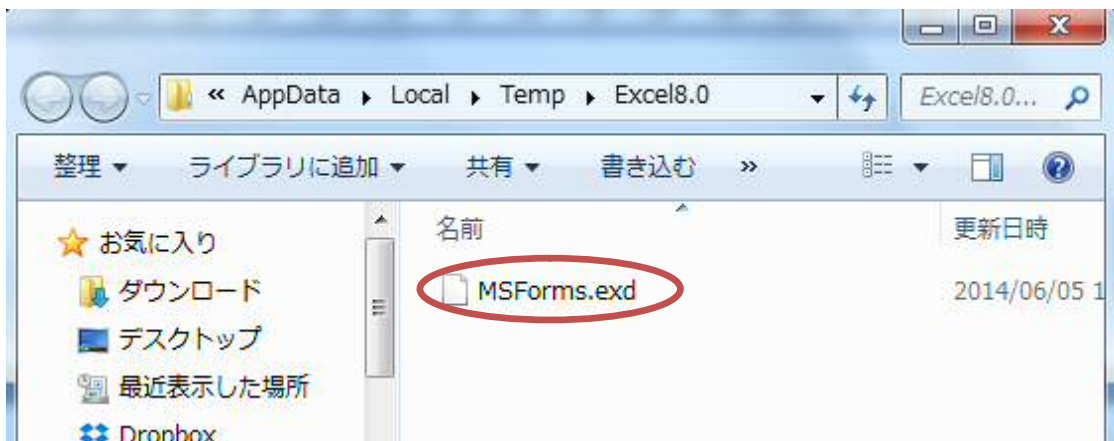 « AppData ▸ Local ▸ Temp ▸ Excel8.0
Excel8.0...
整理 ライブラリに追加 共有 書き込む »
お気に入り
ダウンロード
デスクトップ
最近表示した場所
Dropbox
名前 更新日時
MSForms.exd 2014/06/05 1